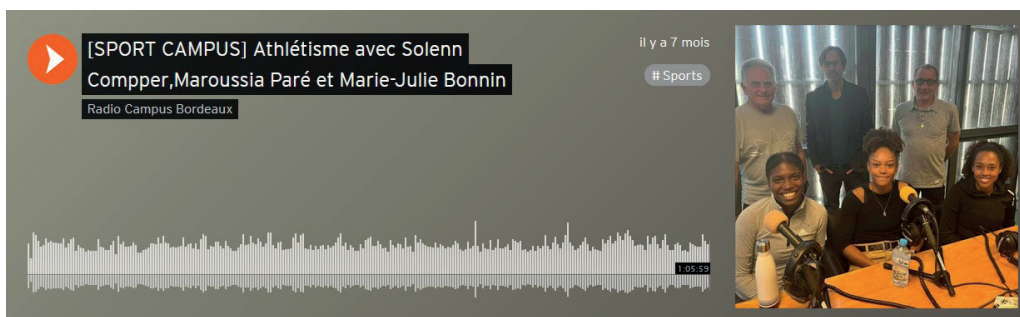 [SPORT CAMPUS] Athlétisme avec Solenn
Compper,Maroussia Paré et Marie-Julie Bonnin
Radio Campus Bordeaux
il y a 7 mois
# Sports
1:05:59